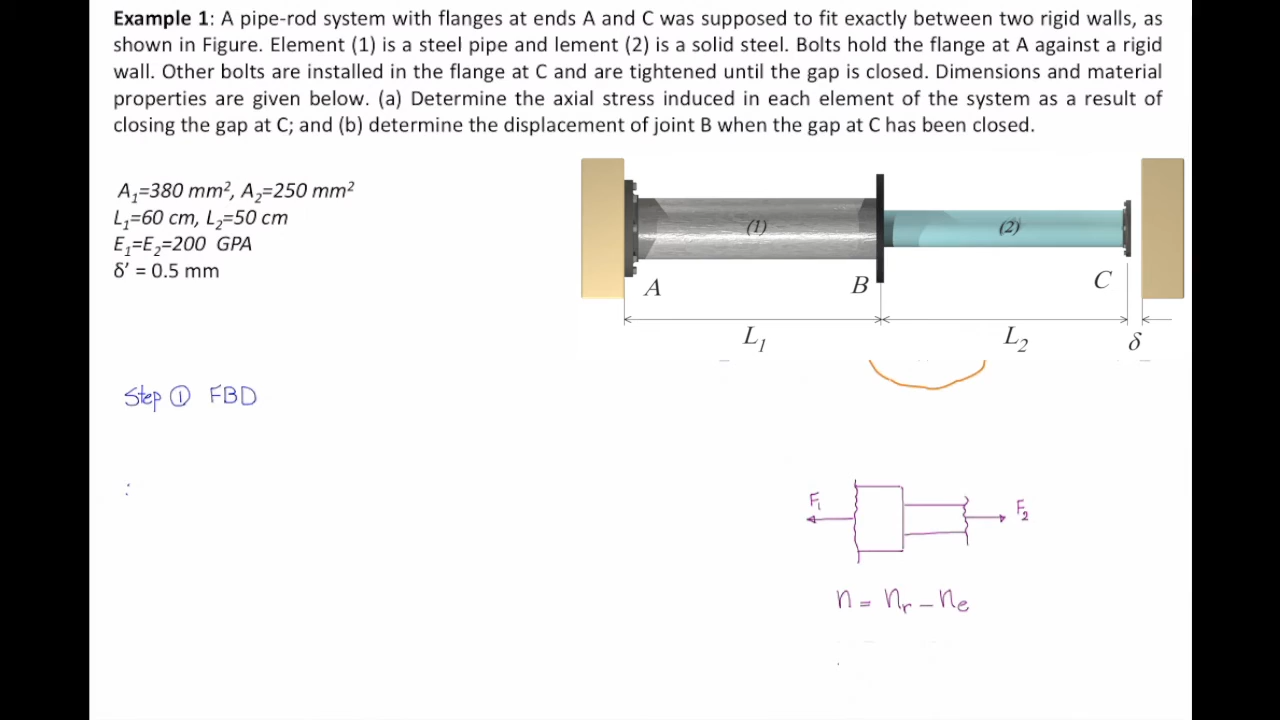 Example 1: A pipe-rod system with flanges at ends A and C was supposed to fit exactly between two rigid walls, as
shown in Figure. Element (1) is a steel pipe and lement (2) is a solid steel. Bolts hold the flange at A against a rigid
wall. Other bolts are installed in the flange at C and are tightened until the gap is closed. Dimensions and material
properties are given below. (a) Determine the axial stress induced in each element of the system as a result of
closing the gap at C; and (b) determine the displacement of joint B when the gap at C has been closed.
A₁=380 mm², A₂=250 mm²
L₁=60 cm, L₂=50 cm
E₁=E₂=200 GPA
δ’ = 0.5 mm
(1) (2)
A B C
L₁ L₂ δ
Step ① FBD
:
F₁ F₂
n = nᵣ - nₑ